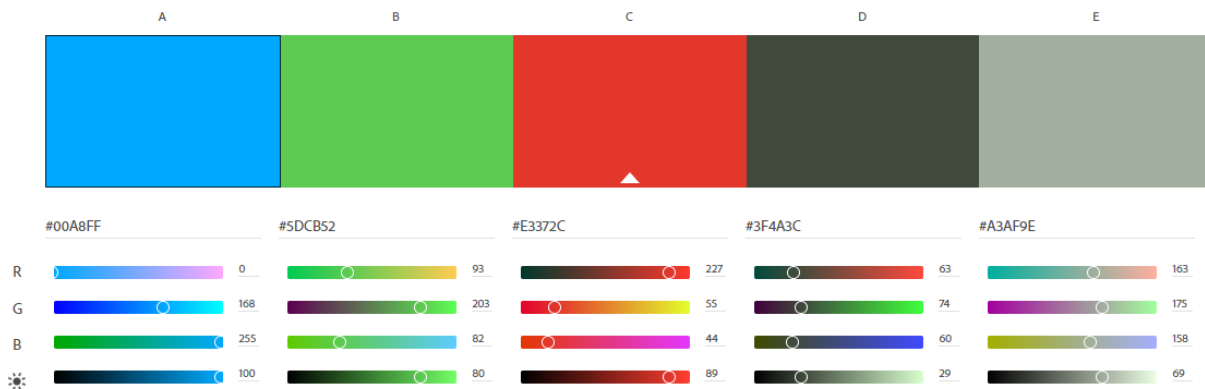 A B C D E
#00A8FF #5DCB52 #E3372C #3F4A3C #A3AF9E
R 0 93 227 63 163
G 168 203 55 74 175
B 255 82 44 60 158
100 80 89 29 69